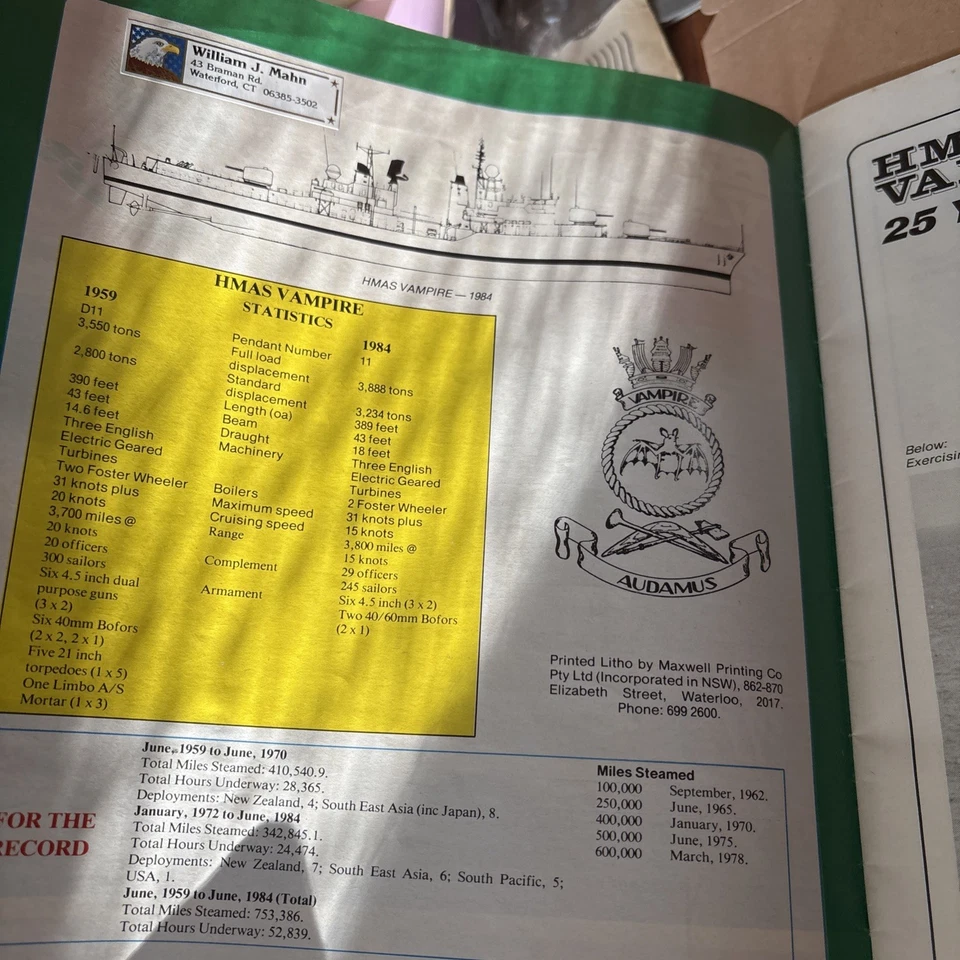 William J. Mahn
43 Braman Rd.
Waterford, CT 06385-3502
11
HMAS VAMPIRE — 1984
HMAS VAMPIRE
STATISTICS
1959
D11
3,550 tons
2,800 tons
390 feet
43 feet
14.6 feet
Three English
Electric Geared
Turbines
Two Foster Wheeler
31 knots plus
20 knots
3,700 miles @
20 knots
20 officers
300 sailors
Six 4.5 inch dual
purpose guns
(3 x 2)
Six 40mm Bofors
(2 x 2, 2 x 1)
Five 21 inch
torpedoes (1 x 5)
One Limbo A/S
Mortar (1 x 3)
Pendant Number
Full load
displacement
Standard
displacement
Length (oa)
Beam
Draught
Machinery
Boilers
Maximum speed
Cruising speed
Range
Complement
Armament
1984
11
3,888 tons
3,234 tons
389 feet
43 feet
18 feet
Three English
Electric Geared
Turbines
2 Foster Wheeler
31 knots plus
15 knots
3,800 miles @
15 knots
29 officers
245 sailors
Six 4.5 inch (3 x 2)
Two 40/60mm Bofors
(2 x 1)
VAMPIRE
AUDAMUS
Printed Litho by Maxwell Printing Co
Pty Ltd (Incorporated in NSW), 862-870
Elizabeth Street, Waterloo, 2017.
Phone: 699 2600.
FOR THE
RECORD
June, 1959 to June, 1970
Total Miles Steamed: 410,540.9.
Total Hours Underway: 28,365.
Deployments: New Zealand, 4; South East Asia (inc Japan), 8.
January, 1972 to June, 1984
Total Miles Steamed: 342,845.1.
Total Hours Underway: 24,474.
Deployments: New Zealand, 7; South East Asia, 6; South Pacific, 5;
USA, 1.
June, 1959 to June, 1984 (Total)
Total Miles Steamed: 753,386.
Total Hours Underway: 52,839.
Miles Steamed
100,000 September, 1962.
250,000 June, 1965.
400,000 January, 1970.
500,000 June, 1975.
600,000 March, 1978.
HM
VA
25
Below: